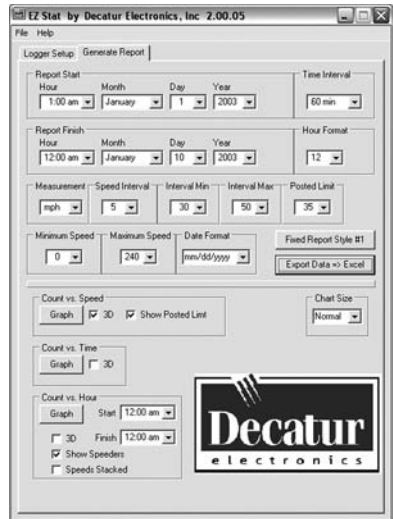 EZ Stat by Decatur Electronics, Inc 2.00.05
File Help
Logger Setup Generate Report
Report Start Time Interval
Hour Month Day Year
1:00 am January 1 2003 60 min
Report Finish Hour Format
Hour Month Day Year
12:00 am January 10 2003 12
Measurement Speed Interval Interval Min Interval Max Posted Limit
mph 5 30 50 35
Minimum Speed Maximum Speed Date Format
0 240 mm/dd/yyyy
Fixed Report Style #1
Export Data => Excel
Count vs. Speed Chart Size
Graph 3D Show Posted Limt Normal
Count vs. Time
Graph 3D
Count vs. Hour
Graph Start 12:00 am
3D Finish 12:00 am
Show Speeders
Speeds Stacked
Decatur
electronics